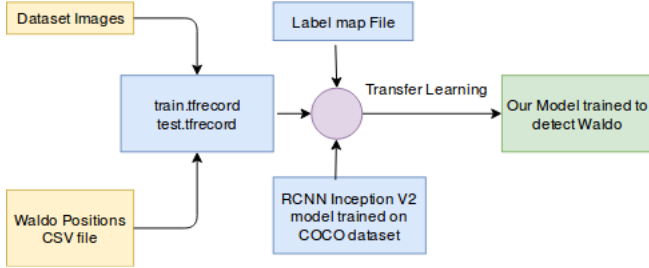 Dataset Images
Label map File
train.tfrecord
test.tfrecord
Transfer Learning
Our Model trained to
detect Waldo
Waldo Positions
CSV file
RCNN Inception V2
model trained on
COCO dataset